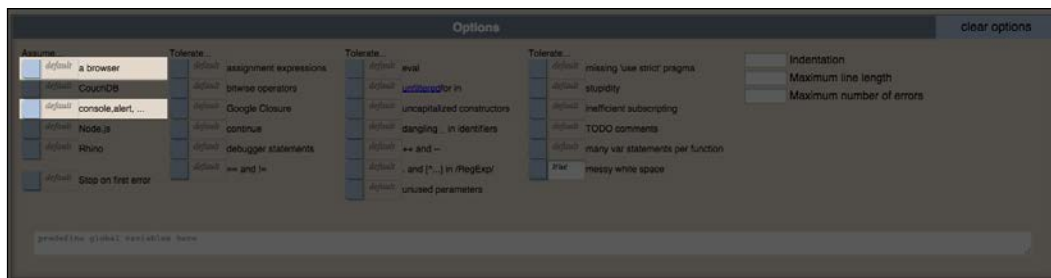 Options
clear options
Assume...
default a browser
default CouchDB
default console,alert, ...
default Node.js
default Rhino
default Stop on first error
Tolerate...
default assignment expressions
default bitwise operators
default Google Closure
default continue
default debugger statements
default == and !=
Tolerate...
default eval
default unfiltered for in
default uncapitalized constructors
default dangling _ in identifiers
default ++ and --
default . and [^...] in /RegExp/
default unused parameters
Tolerate...
default missing 'use strict' pragma
default stupidity
default inefficient subscripting
default TODO comments
default many var statements per function
true messy white space
Indentation
Maximum line length
Maximum number of errors
predefine global variables here